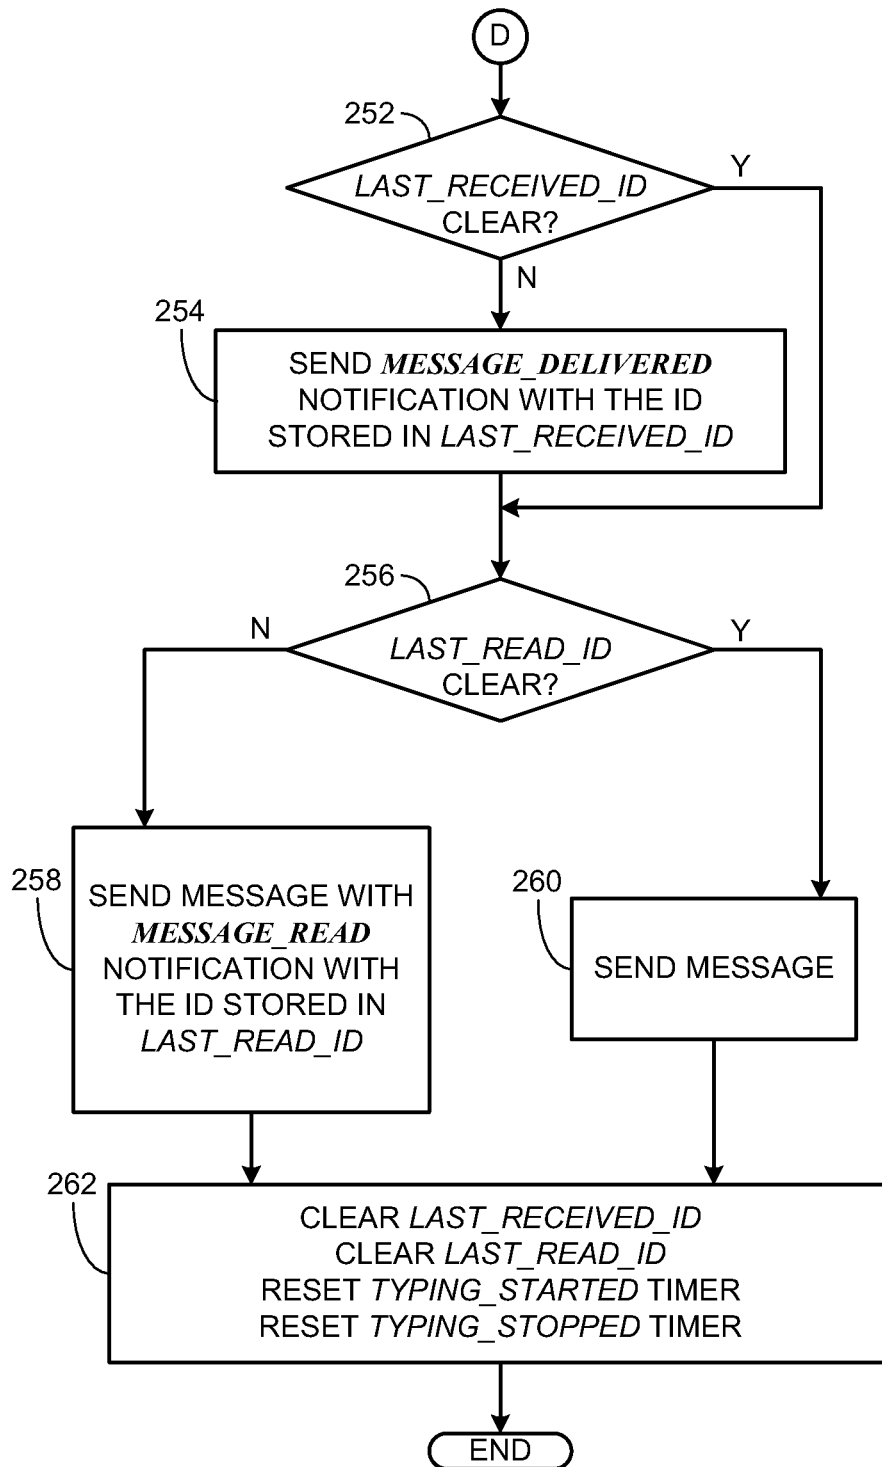 D
252
LAST_RECEIVED_ID
CLEAR?
Y
N
254
SEND MESSAGE_DELIVERED
NOTIFICATION WITH THE ID
STORED IN LAST_RECEIVED_ID
256
N
LAST_READ_ID
CLEAR?
Y
258
SEND MESSAGE WITH
MESSAGE_READ
NOTIFICATION WITH
THE ID STORED IN
LAST_READ_ID
260
SEND MESSAGE
262
CLEAR LAST_RECEIVED_ID
CLEAR LAST_READ_ID
RESET TYPING_STARTED TIMER
RESET TYPING_STOPPED TIMER
END